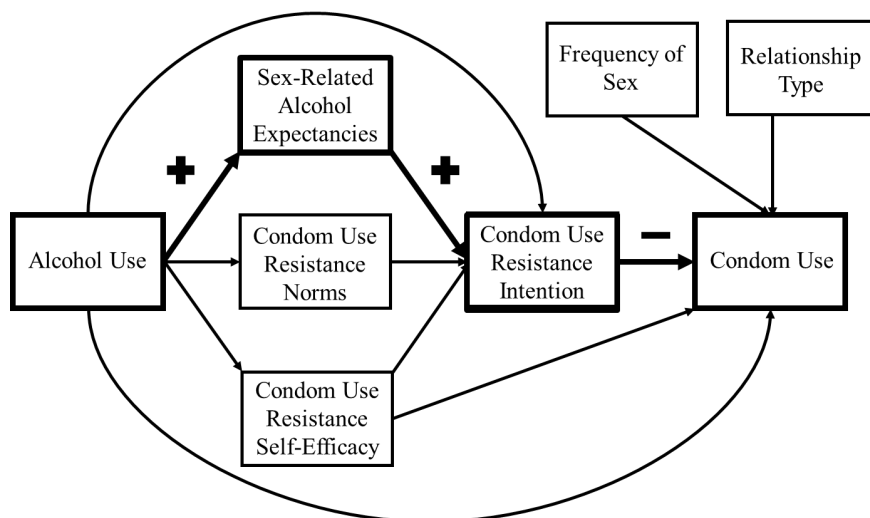 Frequency of
Sex
Relationship
Type
Sex-Related
Alcohol
Expectancies
+
+
Alcohol Use
Condom Use
Resistance
Norms
Condom Use
Resistance
Intention
−
Condom Use
Condom Use
Resistance
Self-Efficacy